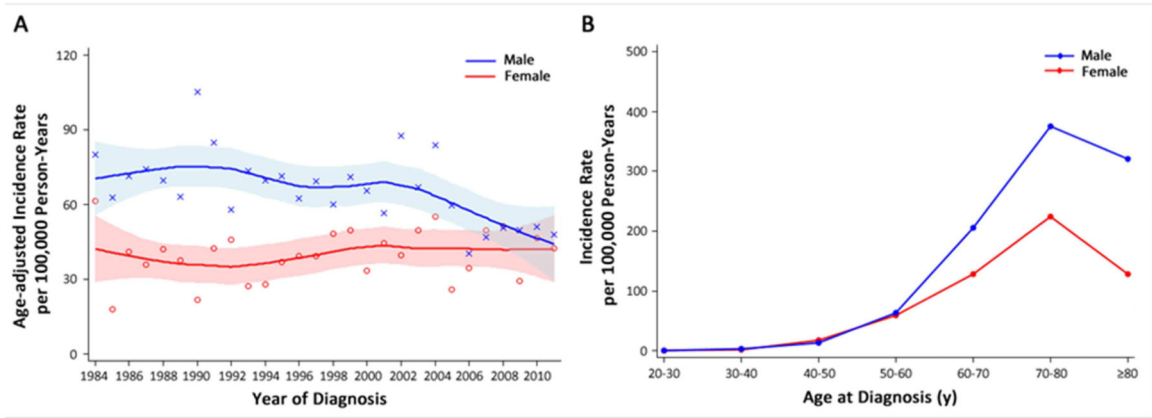 A
Age-adjusted Incidence Rate
per 100,000 Person-Years
120
90
60
30
0
Male
Female
1984 1986 1988 1990 1992 1994 1996 1998 2000 2002 2004 2006 2008 2010
Year of Diagnosis
B
Incidence Rate
per 100,000 Person-Years
500
400
300
200
100
0
Male
Female
20-30 30-40 40-50 50-60 60-70 70-80 ≥80
Age at Diagnosis (y)